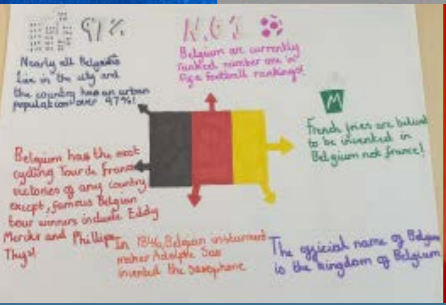 97%
Nearly all Belgians
live in the city and
the country has an urban
population over 97%!
NO.1
Belgium are currently
ranked number one in
fifa football rankings!
M
French fries are belived
to be invented in
Belgium not france!
Belgium has the most
cycling Tour de France
victories of any country
except, famous Belgian
tour winners include Eddy
Merckx and Philippe
Thys!
In 1846, Belgian instrument
maker Adolphe Sax
invented the saxophone
The official name of Belgium
is the kingdom of Belgium